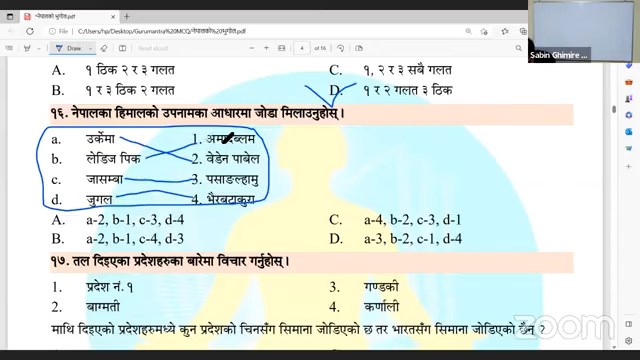 नेपालको भूगोल.pdf
File
C:/Users/hp/Desktop/Gurumantra%20MCQ/नेपालको%20भूगोल.pdf
Draw
Read aloud
4 of 16
Sabin Ghimire
A. १ ठिक २ र ३ गलत
C. १, २ र ३ सबै गलत
B. १ र ३ ठिक २ गलत
D. १ र २ गलत ३ ठिक
१६. नेपालका हिमालको उपनामका आधारमा जोडा मिलाउनुहोस्।
a. उर्केमा 1. अमादब्लम
b. लेडिज पिक 2. वेडेन पाबेल
c. जासम्बा 3. पसाङल्हामु
d. जुगल 4. भैरबटाकुरा
A. a-2, b-1, c-3, d-4
C. a-4, b-2, c-3, d-1
B. a-2, b-1, c-4, d-3
D. a-3, b-2, c-1, d-4
१७. तल दिइएका प्रदेशहरुका बारेमा विचार गर्नुहोस्।
1. प्रदेश नं. १
3. गण्डकी
2. बाग्मती
4. कर्णाली
माथि दिइएको प्रदेशहरुमध्ये कुन प्रदेशको चिनसँग सिमाना जोडिएको छ तर भारतसँग सिमाना जोडिएको छैन ?
zoom